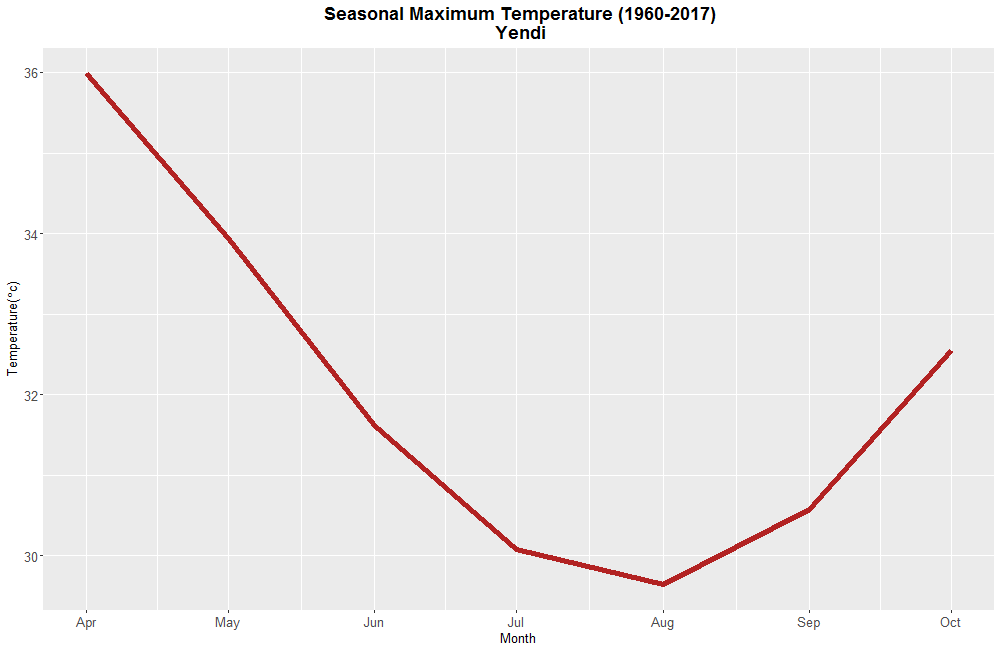 Seasonal Maximum Temperature (1960-2017)
Yendi
36
34
32
30
Temperature(°c)
Apr May Jun Jul Aug Sep Oct
Month